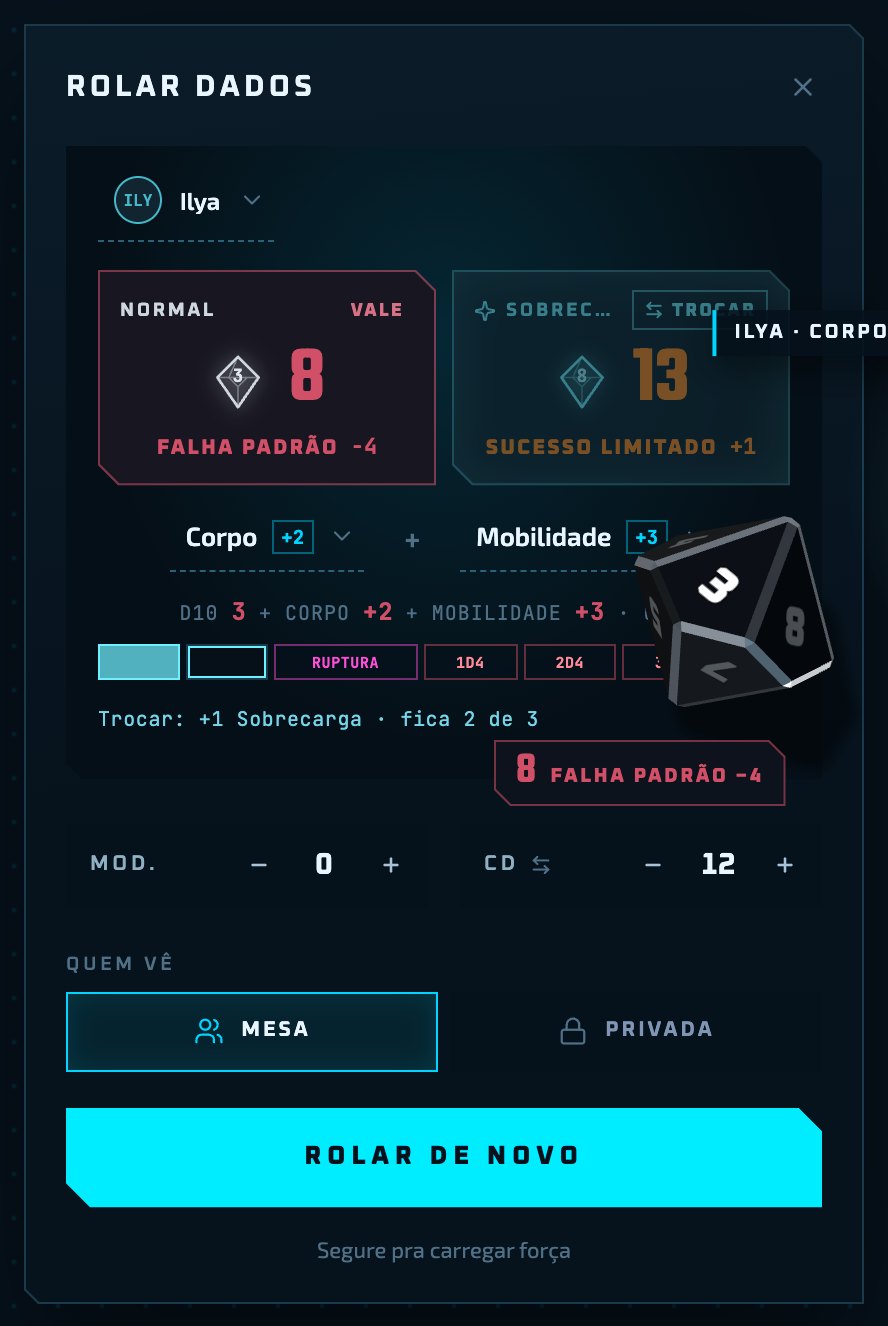 ROLAR DADOS
ILY Ilya
NORMAL VALE
SOBREC... TROCAR
ILYA · CORPO
3 8
8 13
FALHA PADRÃO -4
SUCESSO LIMITADO +1
Corpo +2 + Mobilidade +3
D10 3 + CORPO +2 + MOBILIDADE +3 ·
3 8
RUPTURA 1D4 2D4 3
Trocar: +1 Sobrecarga · fica 2 de 3
8 FALHA PADRÃO −4
MOD. − 0 +
CD − 12 +
QUEM VÊ
MESA PRIVADA
ROLAR DE NOVO
Segure pra carregar força